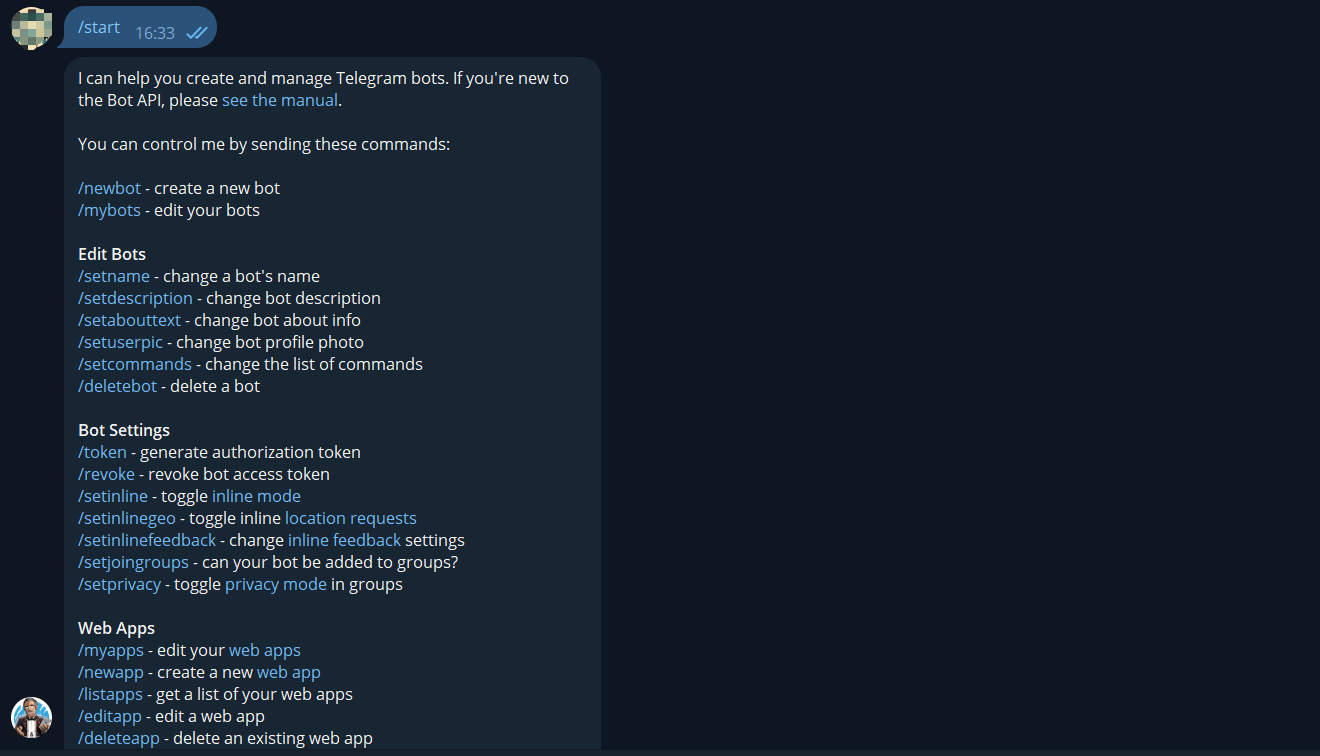 /start 16:33
I can help you create and manage Telegram bots. If you're new to
the Bot API, please see the manual.
You can control me by sending these commands:
/newbot - create a new bot
/mybots - edit your bots
Edit Bots
/setname - change a bot's name
/setdescription - change bot description
/setabouttext - change bot about info
/setuserpic - change bot profile photo
/setcommands - change the list of commands
/deletebot - delete a bot
Bot Settings
/token - generate authorization token
/revoke - revoke bot access token
/setinline - toggle inline mode
/setinlinegeo - toggle inline location requests
/setinlinefeedback - change inline feedback settings
/setjoingroups - can your bot be added to groups?
/setprivacy - toggle privacy mode in groups
Web Apps
/myapps - edit your web apps
/newapp - create a new web app
/listapps - get a list of your web apps
/editapp - edit a web app
/deleteapp - delete an existing web app